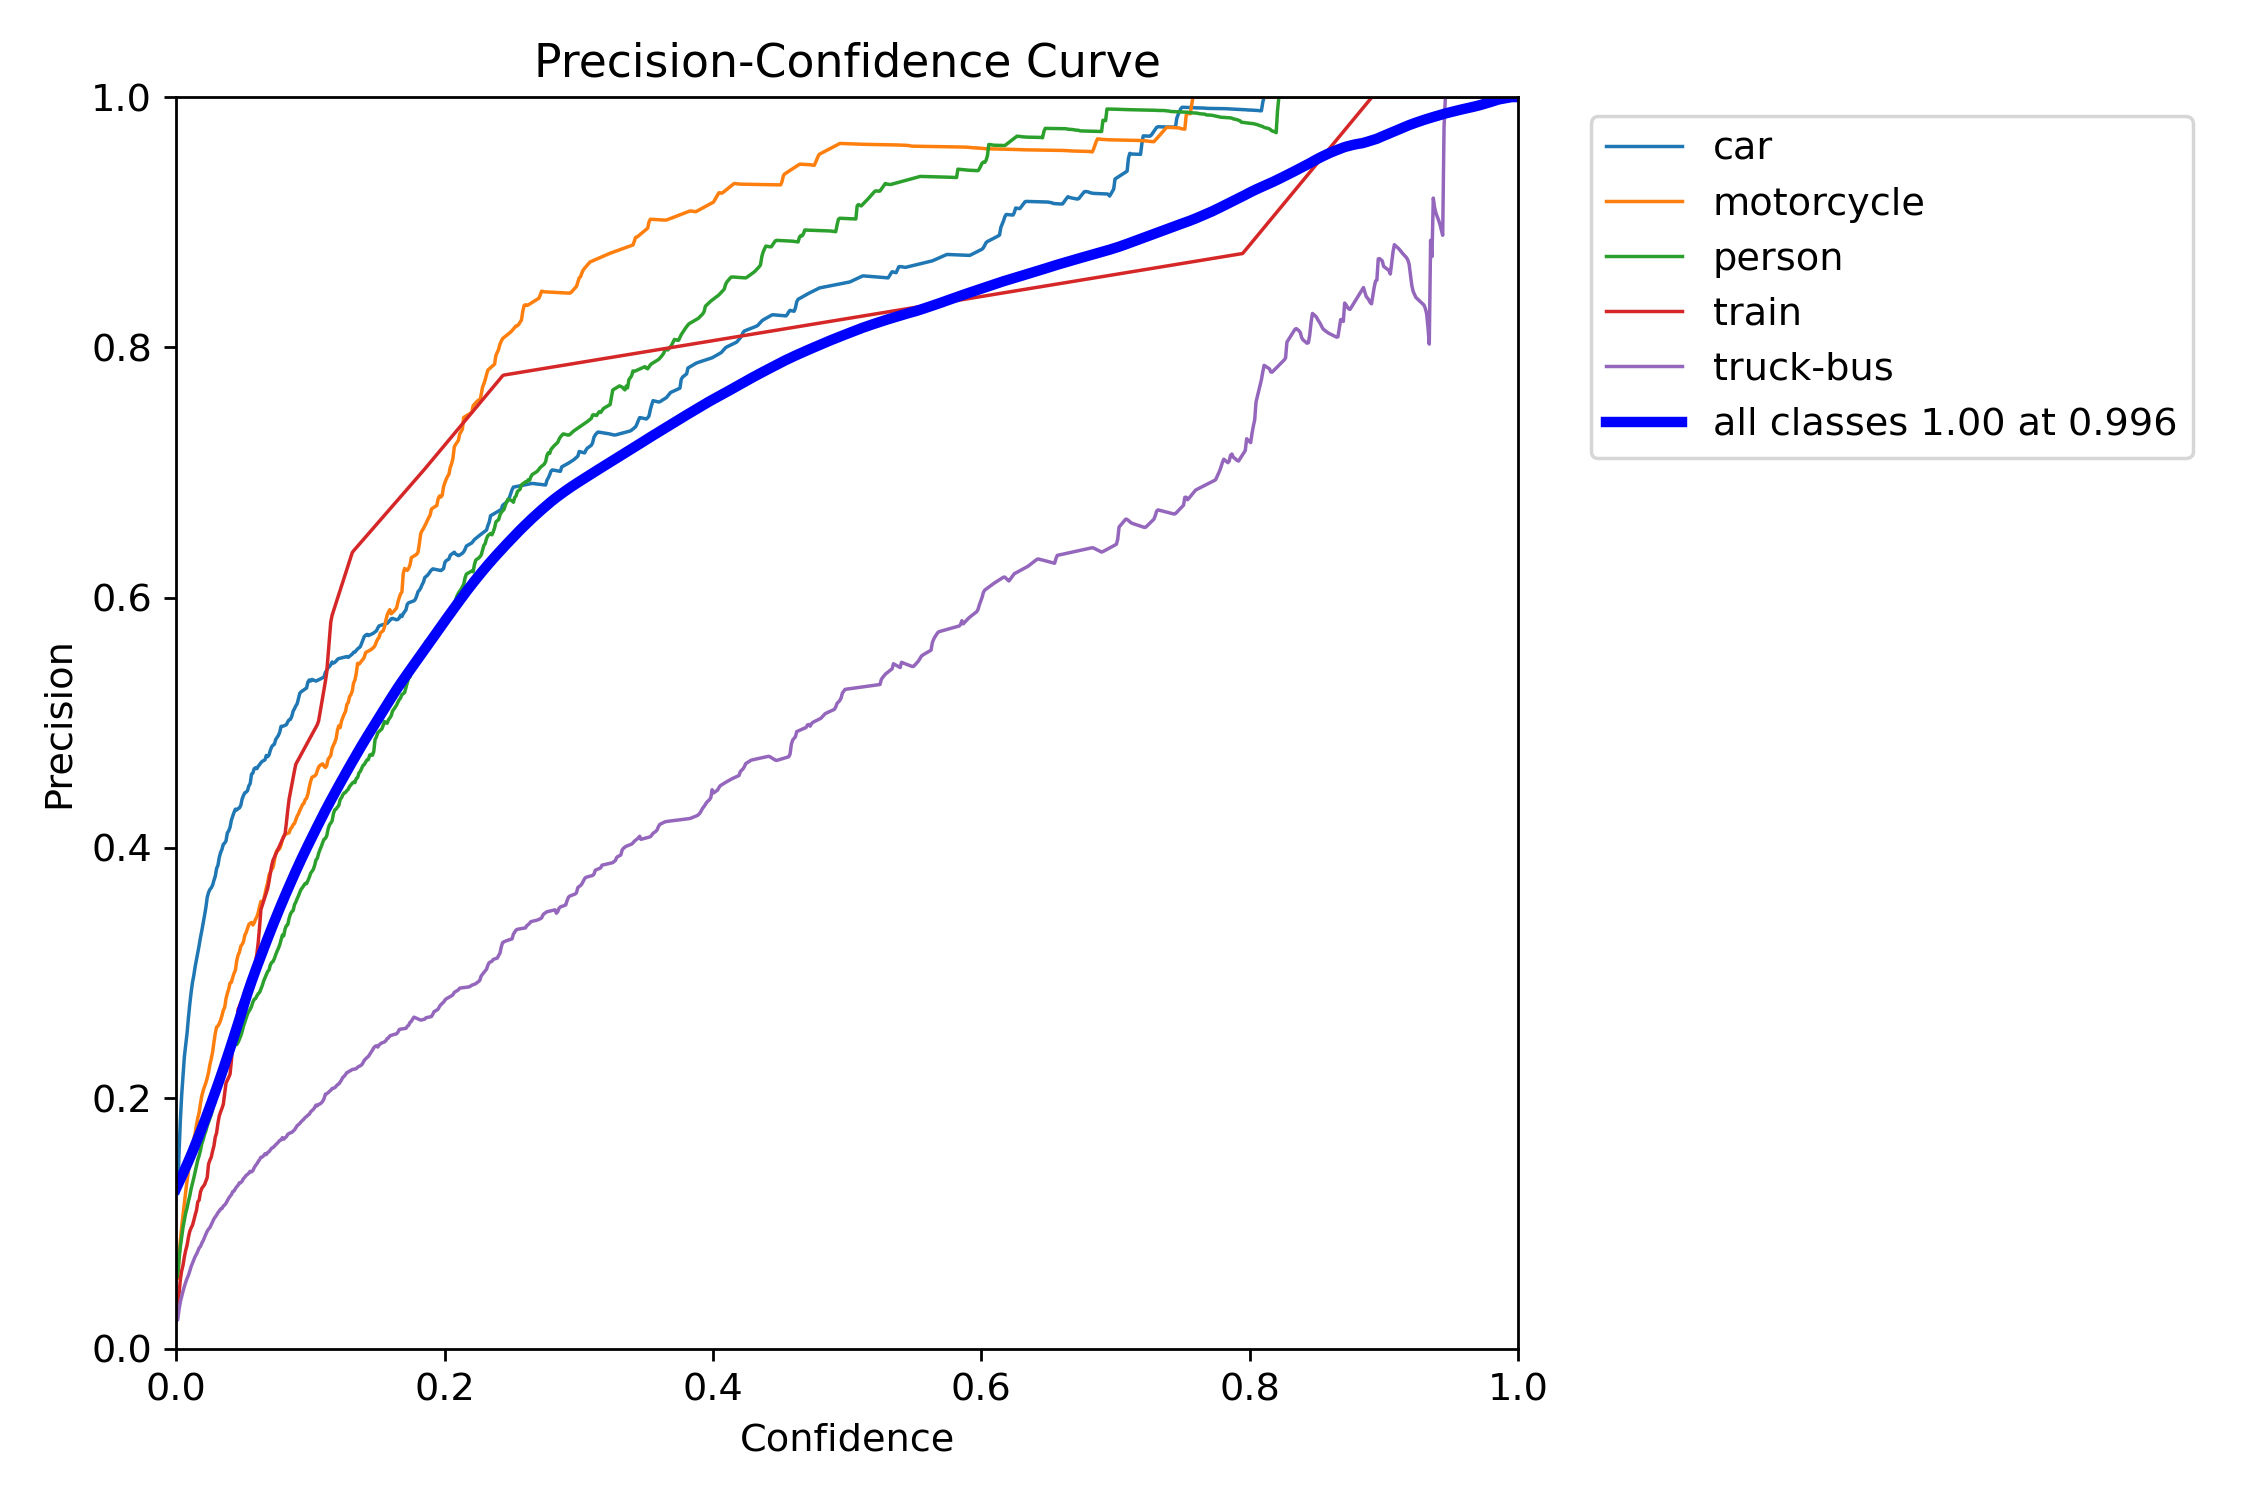 Precision-Confidence Curve
1.0
0.8
0.6
0.4
0.2
0.0
Precision
0.0 0.2 0.4 0.6 0.8 1.0
Confidence
car
motorcycle
person
train
truck-bus
all classes 1.00 at 0.996